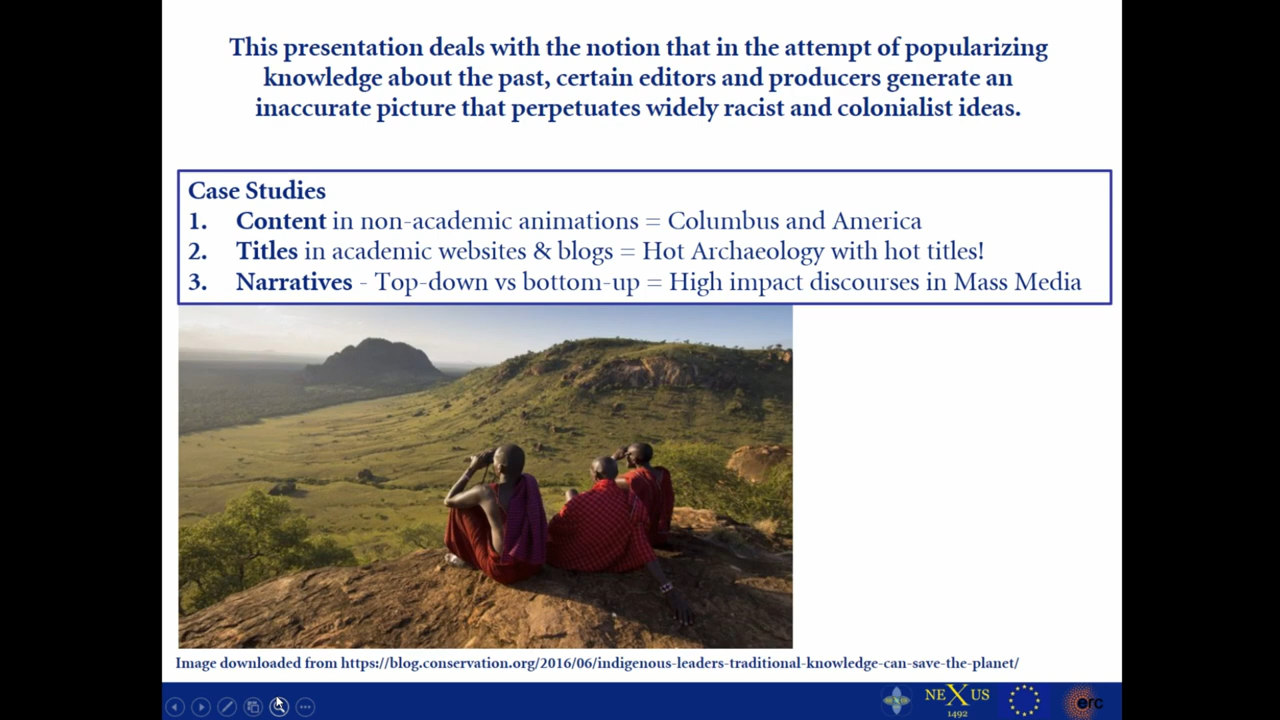 This presentation deals with the notion that in the attempt of popularizing
knowledge about the past, certain editors and producers generate an
inaccurate picture that perpetuates widely racist and colonialist ideas.
Case Studies
1. Content in non-academic animations = Columbus and America
2. Titles in academic websites & blogs = Hot Archaeology with hot titles!
3. Narratives - Top-down vs bottom-up = High impact discourses in Mass Media
Image downloaded from https://blog.conservation.org/2016/06/indigenous-leaders-traditional-knowledge-can-save-the-planet/
NEXUS
1492
erc